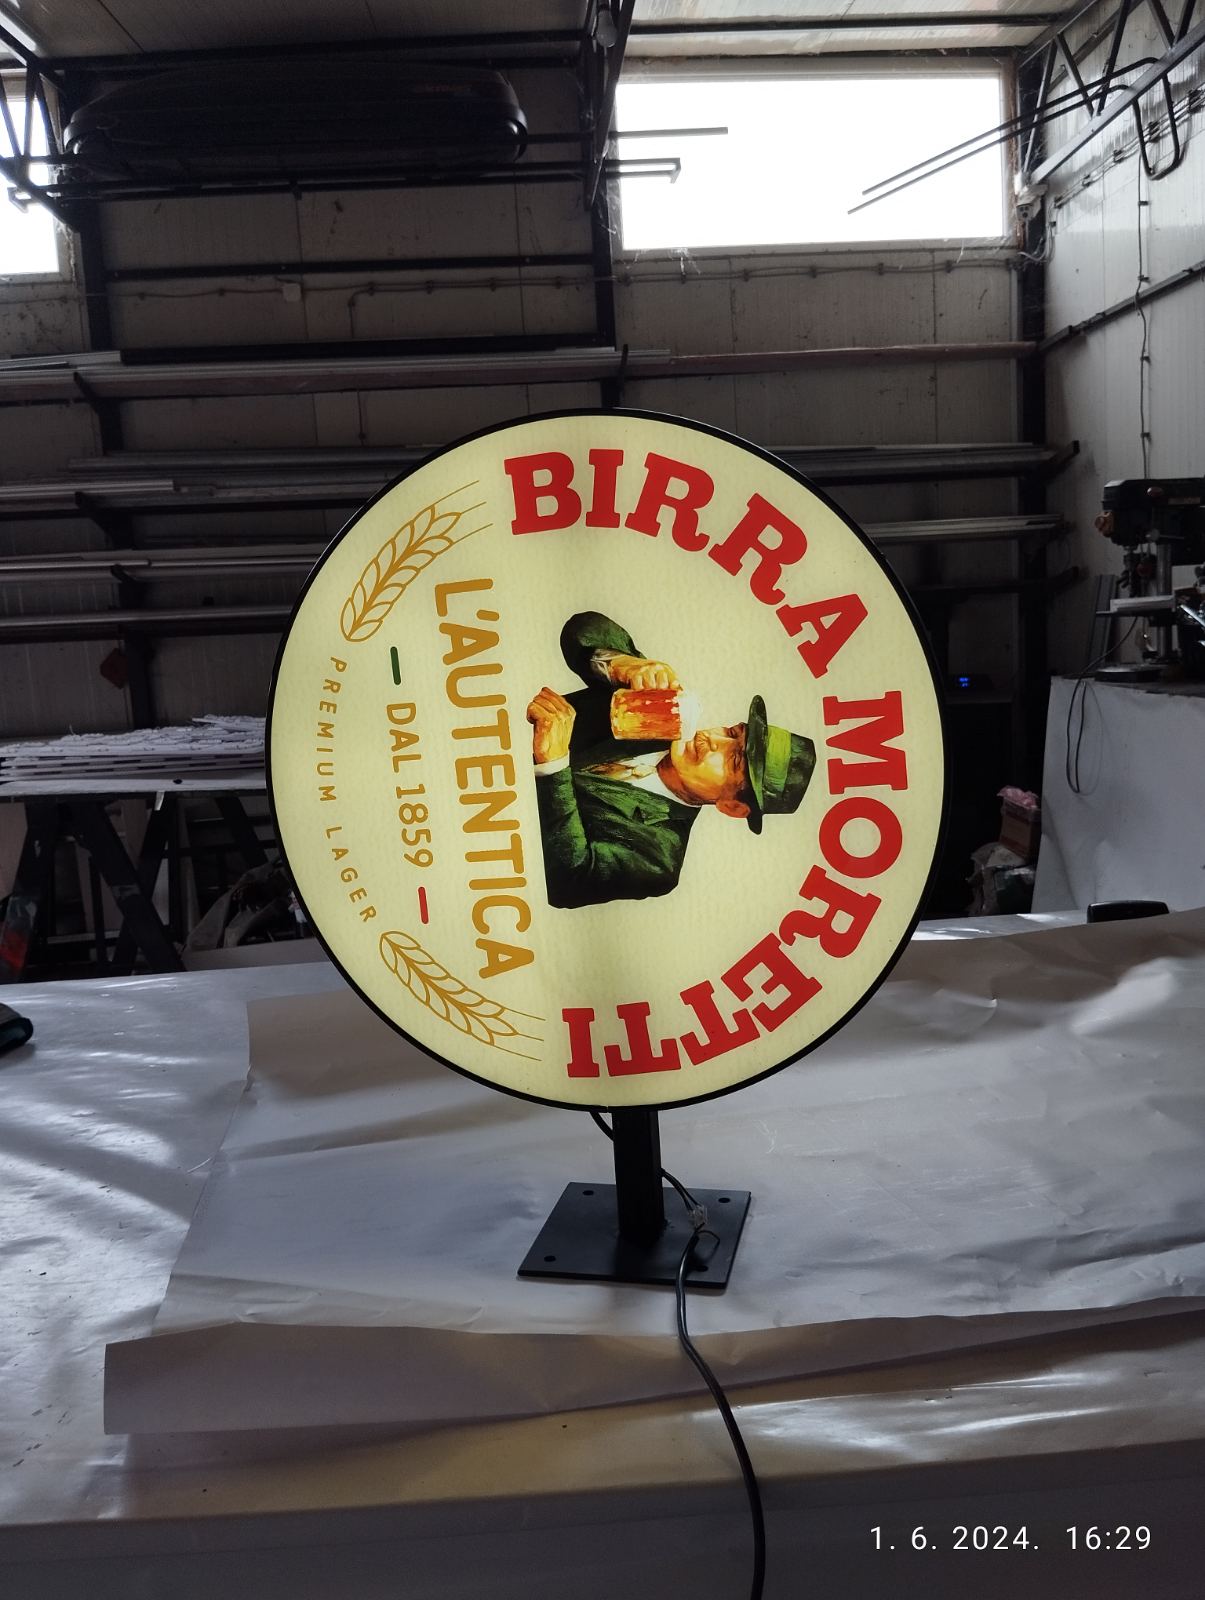 BIRRA MORETTI
L'AUTENTICA
DAL 1859
PREMIUM LAGER
1. 6. 2024. 16:29